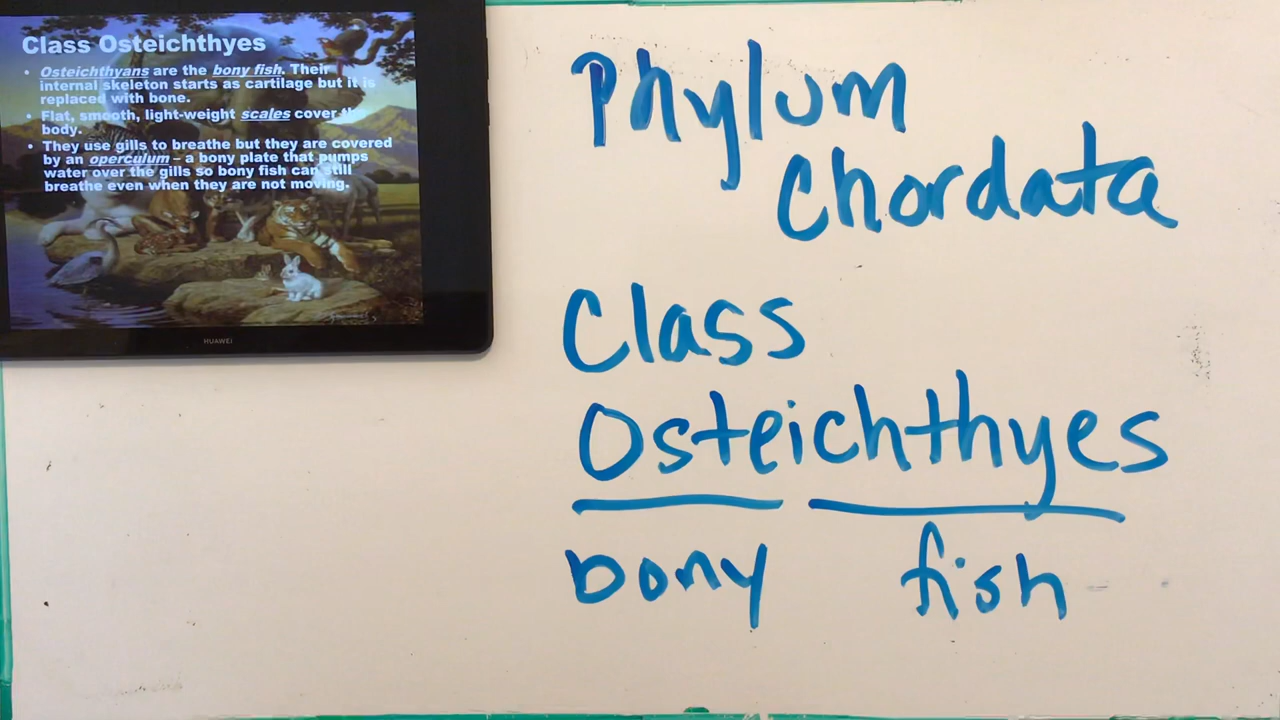 Class Osteichthyes
• Osteichthyans are the bony fish. Their
internal skeleton starts as cartilage but it is
replaced with bone.
• Flat, smooth, light-weight scales cover the
body.
• They use gills to breathe but they are covered
by an operculum – a bony plate that pumps
water over the gills so bony fish can still
breathe even when they are not moving.
HUAWEI
Phylum
Chordata
Class
Osteichthyes
bony fish